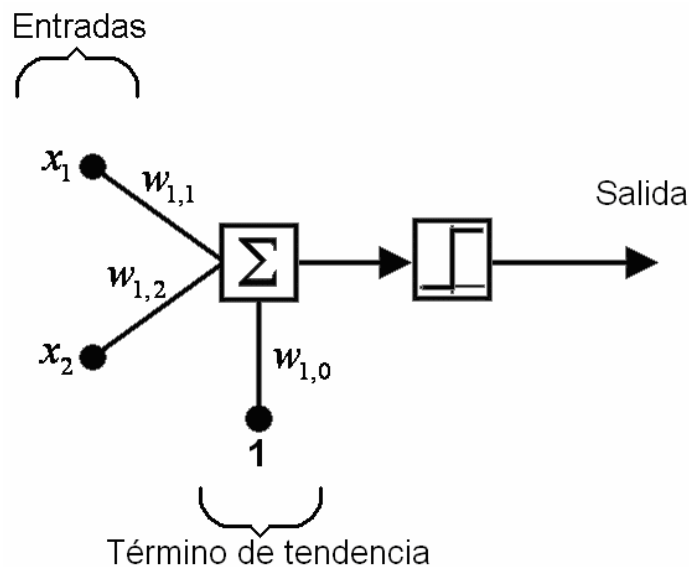 Entradas
x₁
w₁,₁
Salida
Σ
w₁,₂
x₂
w₁,₀
1
Término de tendencia